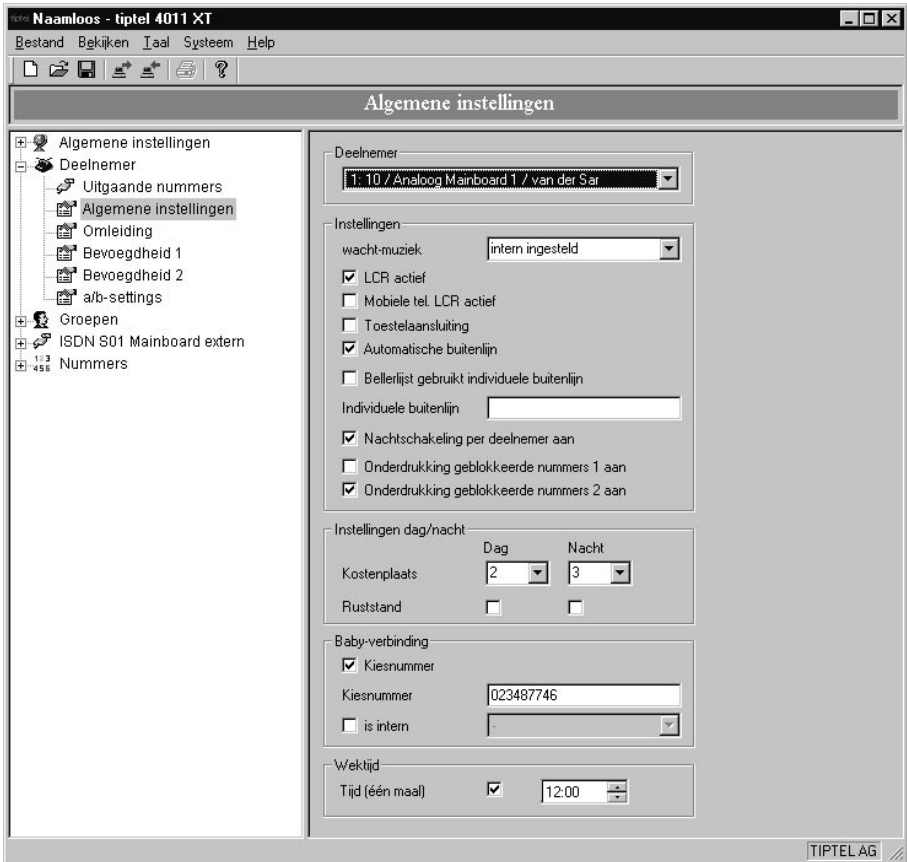 tiptel Naamloos - tiptel 4011 XT
Bestand Bekijken Taal Systeem Help
Algemene instellingen
Algemene instellingen
Deelnemer
Uitgaande nummers
Algemene instellingen
Omleiding
Bevoegdheid 1
Bevoegdheid 2
a/b-settings
Groepen
ISDN S01 Mainboard extern
123 456 Nummers
Deelnemer
1: 10 / Analoog Mainboard 1 / van der Sar
Instellingen
wacht-muziek intern ingesteld
LCR actief
Mobiele tel. LCR actief
Toestelaansluiting
Automatische buitenlijn
Bellerlijst gebruikt individuele buitenlijn
Individuele buitenlijn
Nachtschakeling per deelnemer aan
Onderdrukking geblokkeerde nummers 1 aan
Onderdrukking geblokkeerde nummers 2 aan
Instellingen dag/nacht
Dag Nacht
Kostenplaats 2 3
Ruststand
Baby-verbinding
Kiesnummer
Kiesnummer 023487746
is intern -
Wektijd
Tijd (één maal) 12:00
TIPTEL AG